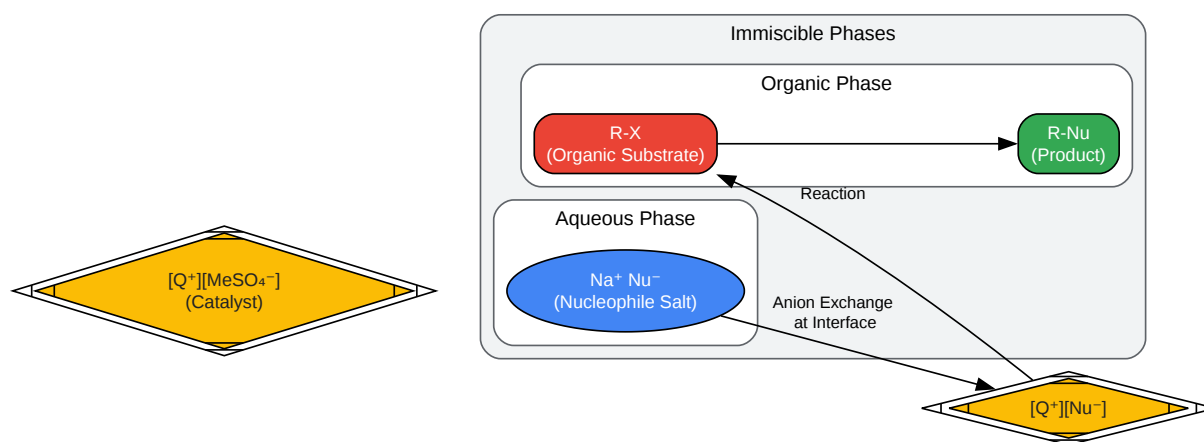 Immiscible Phases
Organic Phase
R-X
(Organic Substrate)
R-Nu
(Product)
Reaction
Aqueous Phase
Na⁺ Nu⁻
(Nucleophile Salt)
[Q⁺][MeSO₄⁻]
(Catalyst)
Anion Exchange
at Interface
[Q⁺][Nu⁻]